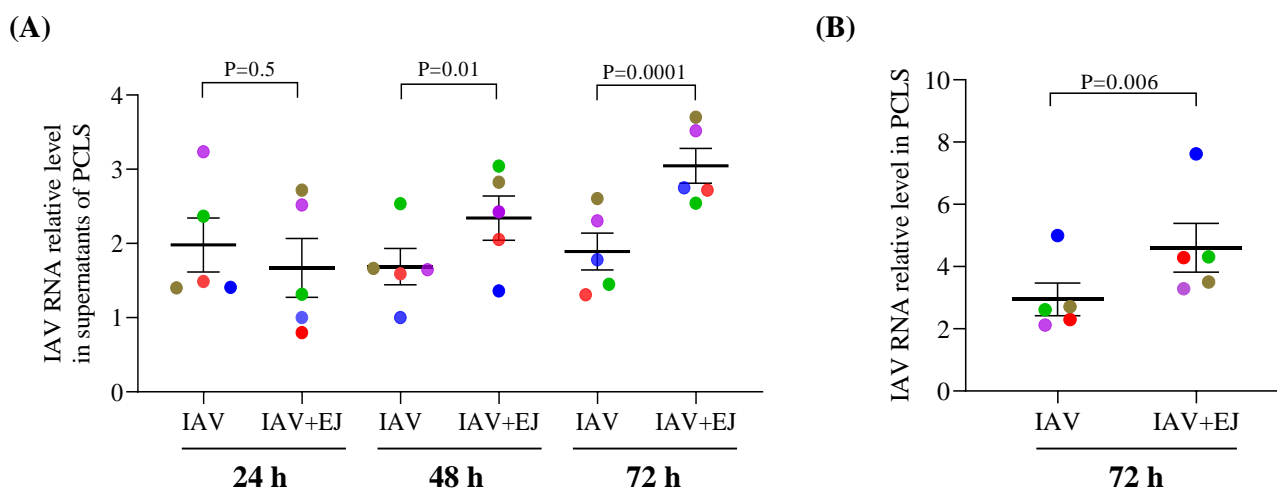 (A)
IAV RNA relative level
in supernatants of PCLS
4
3
2
1
0
P=0.5
P=0.01
P=0.0001
IAV
IAV+EJ
IAV
IAV+EJ
IAV
IAV+EJ
24 h
48 h
72 h
(B)
IAV RNA relative level in PCLS
10
8
6
4
2
0
P=0.006
IAV
IAV+EJ
72 h